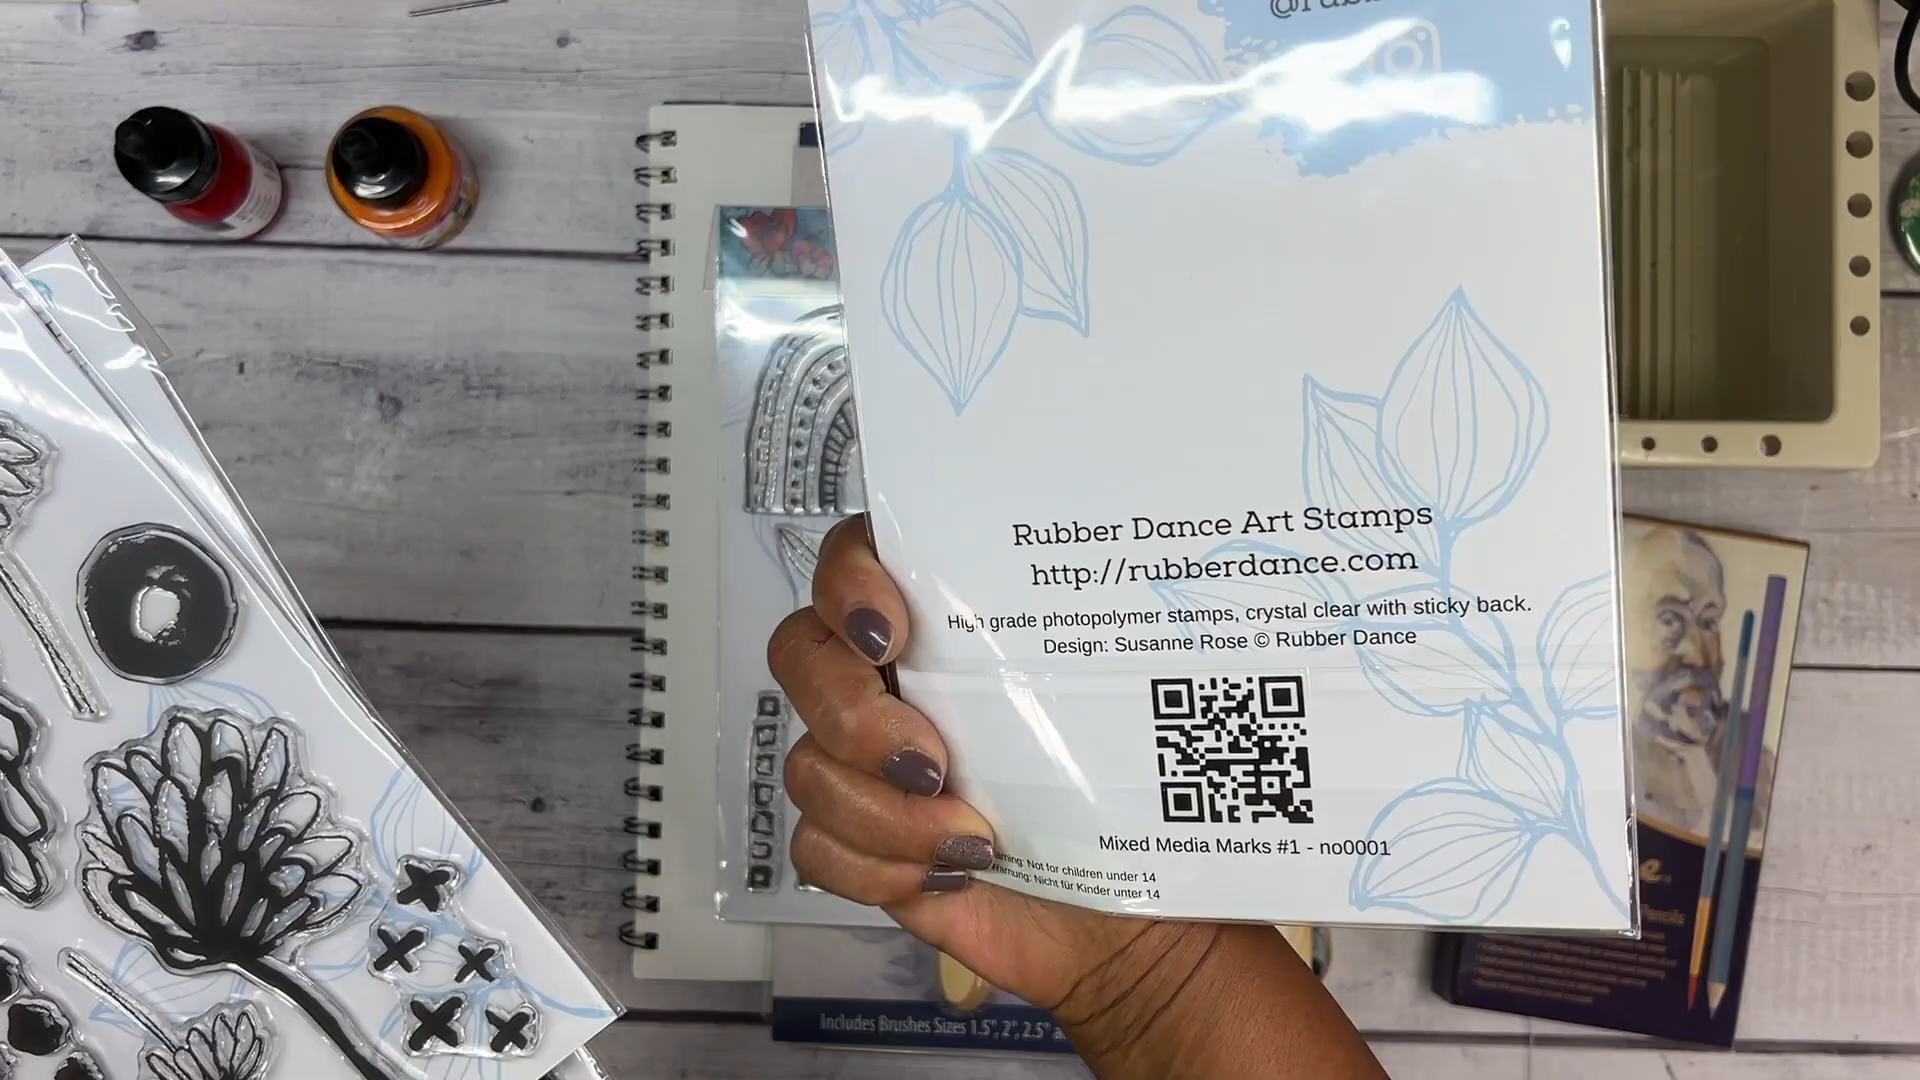 Rubber Dance Art Stamps
http://rubberdance.com
High grade photopolymer stamps, crystal clear with sticky back.
Design: Susanne Rose © Rubber Dance
Mixed Media Marks #1 - no0001
Not for children under 14
Warnung: Nicht für Kinder unter 14
Includes Brushes Sizes 1.5", 2", 2.5"